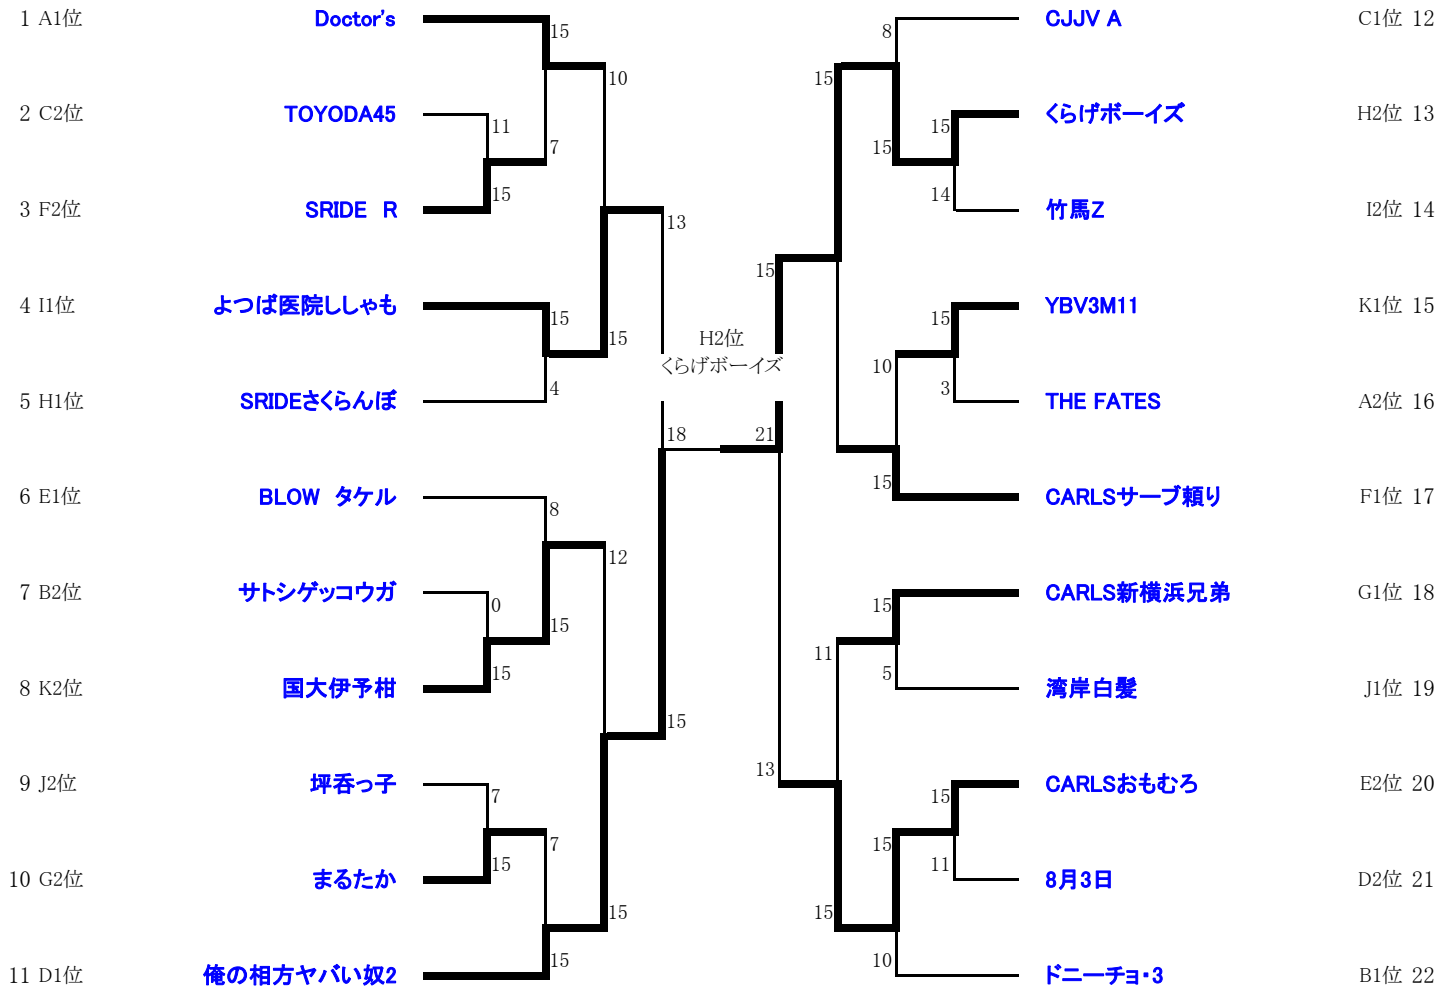 1 A1位 Doctor's 15 8 CJJV A C1位 12
10 15
2 C2位 TOYODA45 11 15 くらげボーイズ H2位 13
7 15
3 F2位 SRIDE　R 15 14 竹馬Z I2位 14
13
15
4 I1位 よつば医院ししゃも 15 15 YBV3M11 K1位 15
15 H2位 10
くらげボーイズ
5 H1位 SRIDEさくらんぼ 4 3 THE FATES A2位 16
18 21
6 E1位 BLOW　タケル 8 15 CARLSサーブ頼り F1位 17
12
7 B2位 サトシゲッコウガ 0 15 CARLS新横浜兄弟 G1位 18
15 11
8 K2位 国大伊予柑 15 5 湾岸白髪 J1位 19
15
13
9 J2位 坪呑っ子 7 15 CARLSおもむろ E2位 20
7 15
10 G2位 まるたか 15 11 8月3日 D2位 21
15 15
11 D1位 俺の相方ヤバい奴2 15 10 ドニーチョ・3 B1位 22